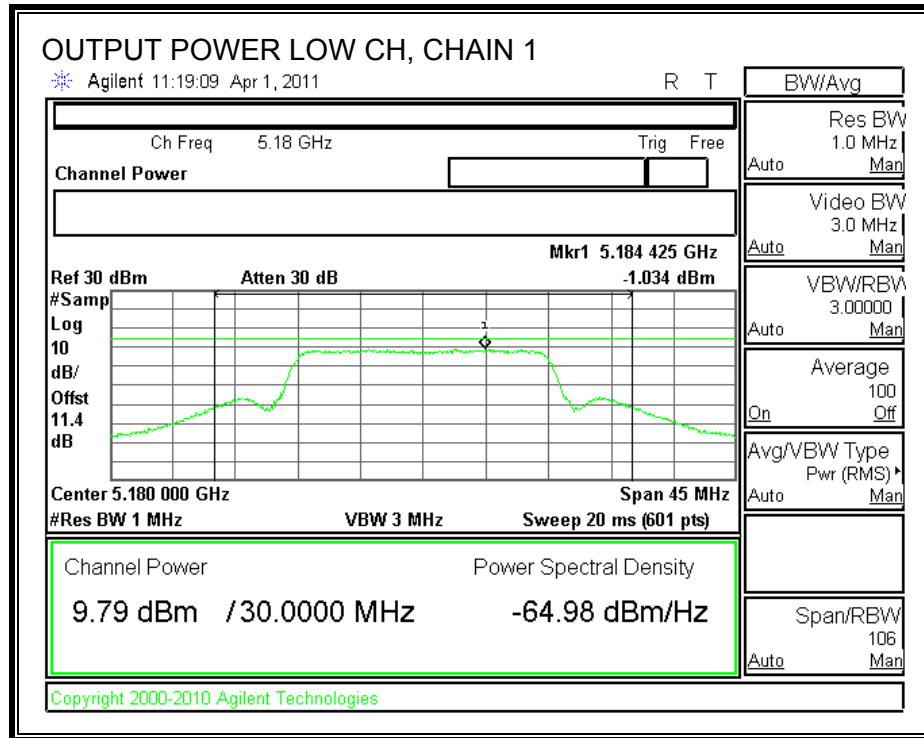 OUTPUT POWER LOW CH, CHAIN 1
Agilent 11:19:09 Apr 1, 2011 R T
BW/Avg
Ch Freq 5.18 GHz Trig Free
Channel Power
Res BW
1.0 MHz
Auto Man
Video BW
3.0 MHz
Auto Man
Mkr1 5.184 425 GHz
Ref 30 dBm Atten 30 dB -1.034 dBm
#Samp
Log
10
dB/
Offst
11.4
dB
1
VBW/RBW
3.00000
Auto Man
Average
100
On Off
Avg/VBW Type
Pwr (RMS)
Auto Man
Center 5.180 000 GHz Span 45 MHz
#Res BW 1 MHz VBW 3 MHz Sweep 20 ms (601 pts)
Channel Power Power Spectral Density
9.79 dBm /30.0000 MHz -64.98 dBm/Hz
Span/RBW
106
Auto Man
Copyright 2000-2010 Agilent Technologies